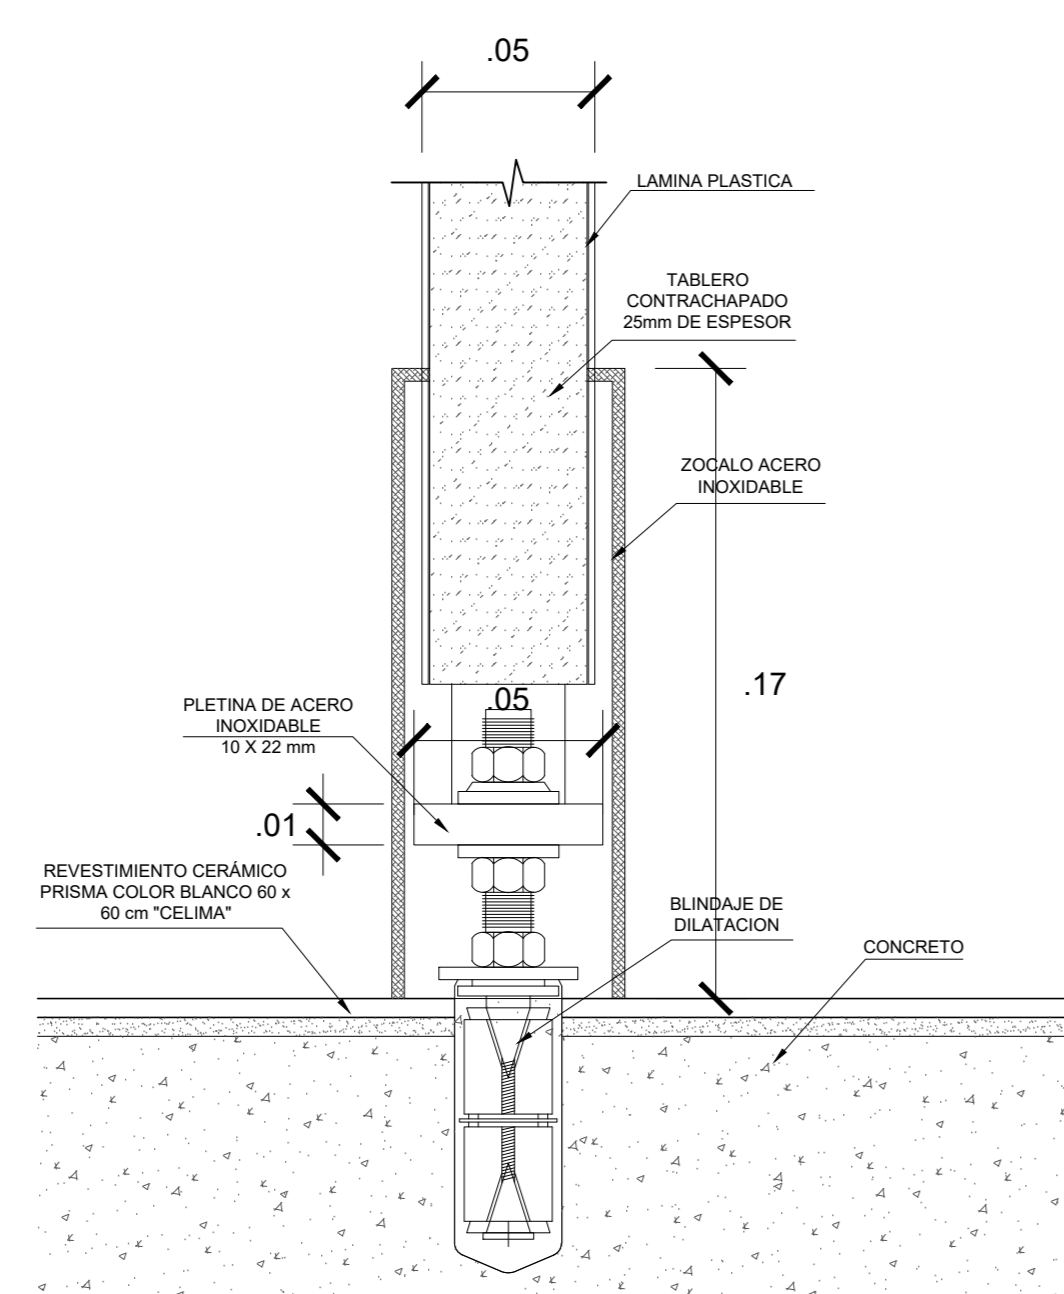 .05
LAMINA PLASTICA
TABLERO
CONTRACHAPADO
25mm DE ESPESOR
ZOCALO ACERO
INOXIDABLE
.17
.05
PLETINA DE ACERO
INOXIDABLE
10 X 22 mm
.01
REVESTIMIENTO CERÁMICO
PRISMA COLOR BLANCO 60 x
60 cm "CELIMA"
BLINDAJE DE
DILATACION
CONCRETO